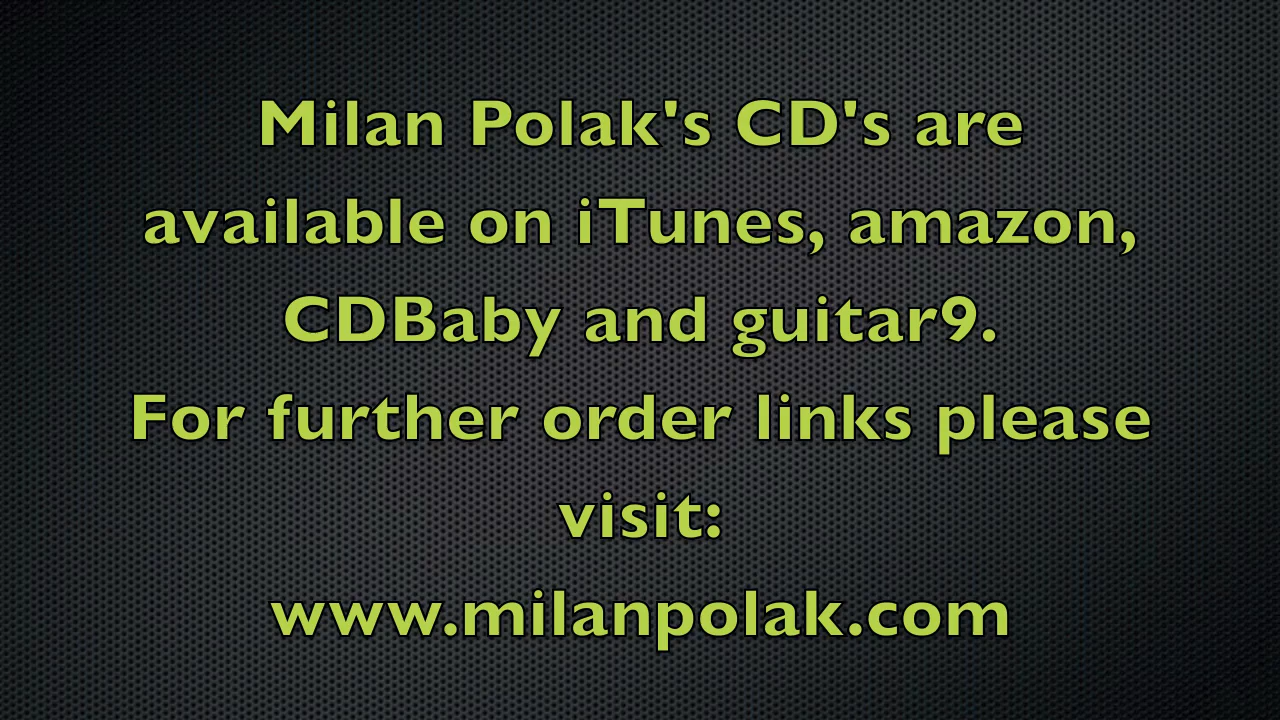 Milan Polak's CD's are
available on iTunes, amazon,
CDBaby and guitar9.
For further order links please
visit:
www.milanpolak.com